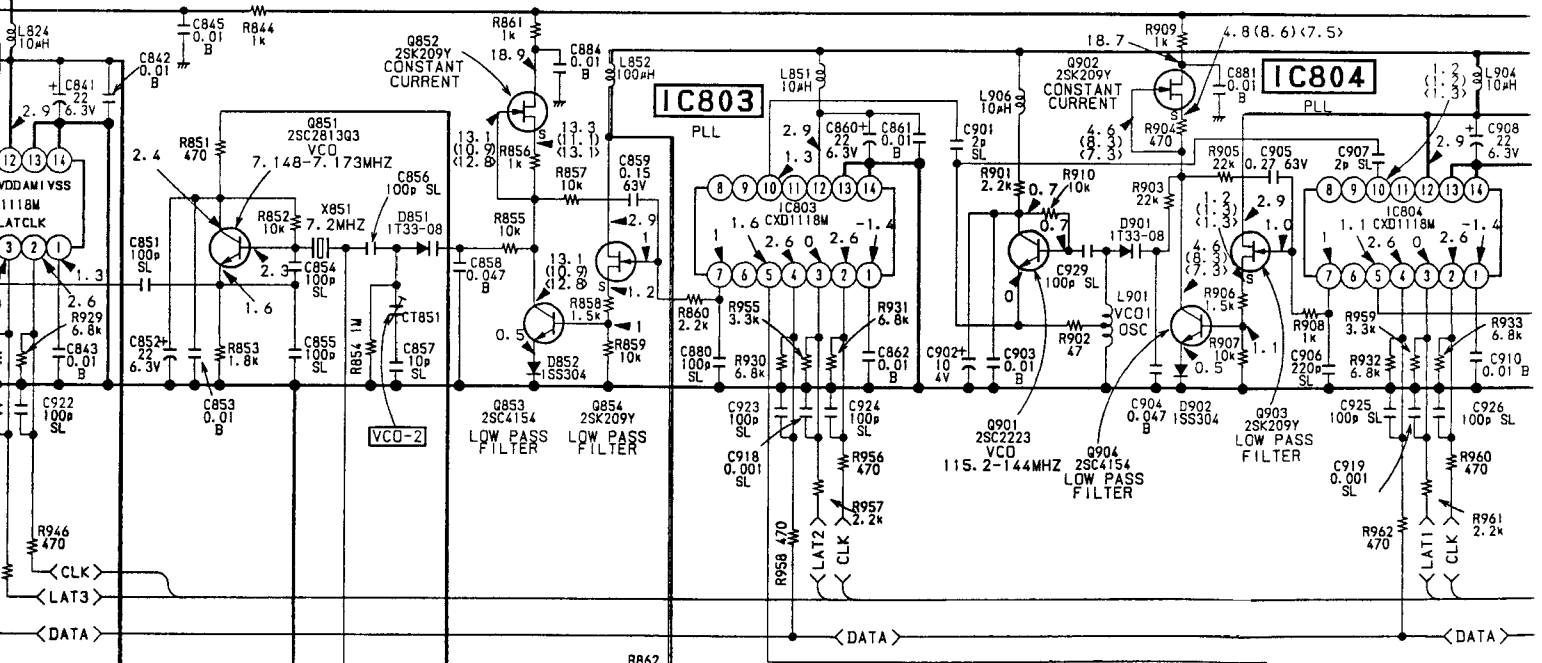 L824
10μH
C845
0.01
B
R844
1k
C842
0.01
B
C841
22
6.3V
2.9
12 13 14
VDDAMI VSS
1118M
LATCLK
3 2 1
1.3
2.6
R929
6.8k
C843
0.01
B
C922
100p
SL
R946
470
CLK
LAT3
DATA
2.4
R851
470
Q851
2SC2813Q3
VCO
7.148-7.173MHZ
C851
100p
SL
R852
10k
X851
7.2MHZ
2.3
1.6
C854
100p
SL
C852
22
6.3V
C853
0.01
B
R853
1.8k
C855
100p
SL
R854 1M
C856
100p SL
D851
1T33-08
CT851
C857
10p
SL
VCO-2
C858
0.047
B
R861
1k
18.9
C884
0.01
B
Q852
2SK209Y
CONSTANT
CURRENT
S
13.1
(10.9)
<12.8>
13.3
(11.1)
<13.1>
R856
1k
R855
10k
R857
10k
C859
0.15
63V
L852
100μH
2.9
1
S
1.2
13.1
(10.9)
<12.8>
R858
1.5k
0.5
1
R859
10k
D852
1SS304
Q853
2SC4154
LOW PASS
FILTER
Q854
2SK209Y
LOW PASS
FILTER
R862
IC803
PLL
L851
10μH
2.9
1.3
C860
22
6.3V
C861
0.01
B
8 9 10 11 12 13 14
IC803
CXD1118M
1
1.6
2.6
0
2.6
-1.4
7 6 5 4 3 2 1
R860
2.2k
C880
100p
SL
R955
3.3k
R930
6.8k
R931
6.8k
C862
0.01
B
C923
100p
SL
C918
0.001
SL
C924
100p
SL
R956
470
R957
2.2k
R958 470
LAT2
CLK
DATA
L906
10μH
C901
2p
SL
R901
2.2k
0.7
R910
10k
0.7
0
C929
100p SL
D901
1T33-08
R903
22k
L901
VCO1
OSC
R902
47
C902
10
4V
C903
0.01
B
C904
0.047
B
Q901
2SC2223
VCO
115.2-144MHZ
Q904
2SC4154
LOW PASS
FILTER
D902
1SS304
Q903
2SK209Y
LOW PASS
FILTER
R909
1k
18.7
4.8(8.6)<7.5>
Q902
2SK209Y
CONSTANT
CURRENT
C881
0.01
B
S
4.6
(8.3)
<7.3>
R904
470
R905
22k
C905
0.27 63V
1.2
(1.3)
<1.3>
2.9
1.0
4.6
(8.3)
<7.3>
S
R906
1.5k
R907
10k
0.5
1.1
R908
1k
C906
220p
SL
IC804
PLL
1.2
(1.3)
<1.3>
L904
10μH
C907
2p SL
2.9
C908
22
6.3V
8 9 10 11 12 13 14
IC804
CXD1118M
1
1.1
2.6
0
2.6
-1.4
7 6 5 4 3 2 1
R959
3.3k
R932
6.8k
R933
6.8k
C910
0.01 B
C925
100p
SL
C926
100p
SL
C919
0.001
SL
R960
470
R961
2.2k
R962
470
LAT1
CLK
DATA